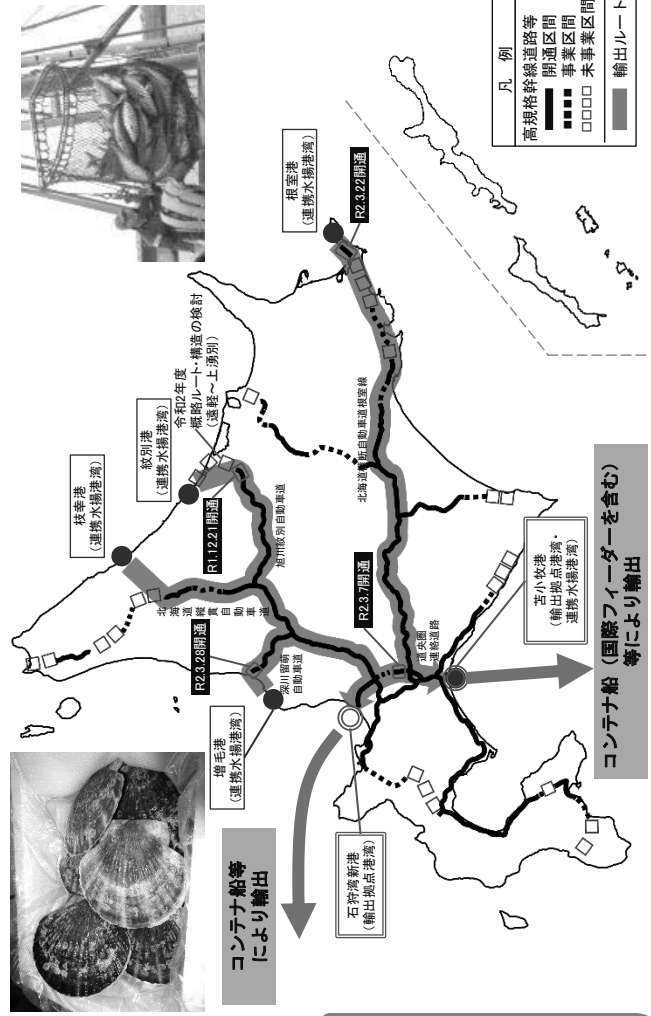 コンテナ船等
により輸出
石狩湾新港
（輸出拠点港湾）
増毛港
（連携水揚港湾）
R2.3.28開通
深川留萌
自動車道
枝幸港
（連携水揚港湾）
北海道縦貫自動車道
紋別港
（連携水揚港湾）
令和2年度
概略ルート・構造の検討
（遠軽～上湧別）
R1.12.21開通
旭川紋別自動車道
根室港
（連携水揚港湾）
R2.3.22開通
北海道横断自動車道根室線
R2.3.7開通
道央圏
連絡道路
苫小牧港
（輸出拠点港湾・
連携水揚港湾）
コンテナ船（国際フィーダーを含む）
等により輸出
凡　例
高規格幹線道路等
開通区間
事業区間
未事業区間
輸出ルート